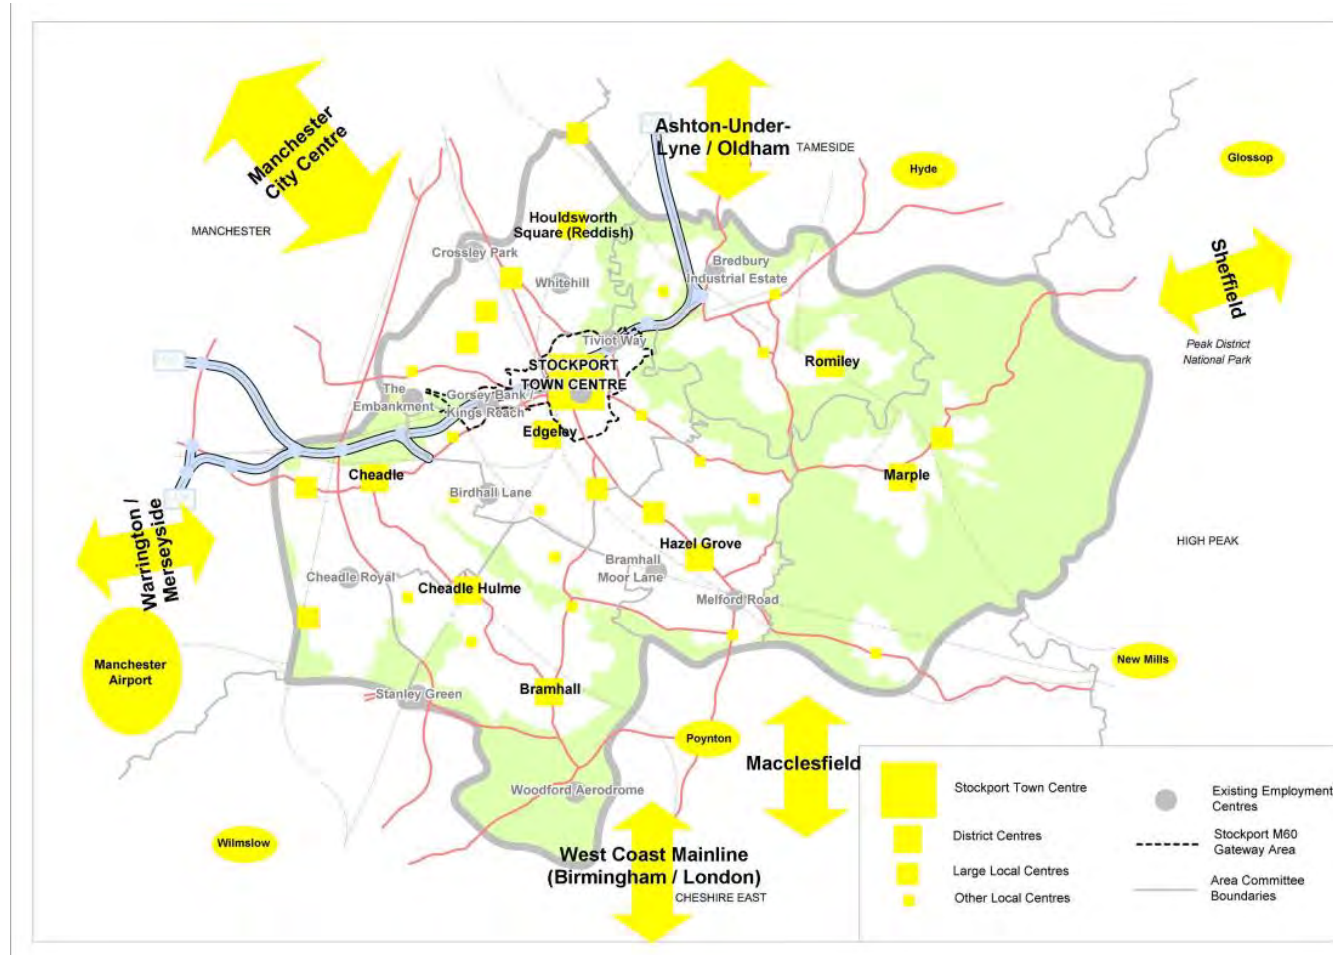 Ashton-Under-
Lyne / Oldham
TAMESIDE
Manchester
City Centre
Hyde
Glossop
MANCHESTER
Houldsworth
Square (Reddish)
Crossley Park
Whitehill
Bredbury
Industrial Estate
Sheffield
Peak District
National Park
Tiviot Way
STOCKPORT
TOWN CENTRE
Romiley
The
Embankment
Gorsey Bank /
Kings Reach
Edgeley
Cheadle
Birdhall Lane
Marple
Warrington /
Merseyside
Hazel Grove
HIGH PEAK
Bramhall
Moor Lane
Cheadle Royal
Cheadle Hulme
Melford Road
Manchester
Airport
New Mills
Stanley Green
Bramhall
Poynton
Macclesfield
Woodford Aerodrome
Wilmslow
West Coast Mainline
(Birmingham / London)
CHESHIRE EAST
Stockport Town Centre
District Centres
Large Local Centres
Other Local Centres
Existing Employment
Centres
Stockport M60
Gateway Area
Area Committee
Boundaries